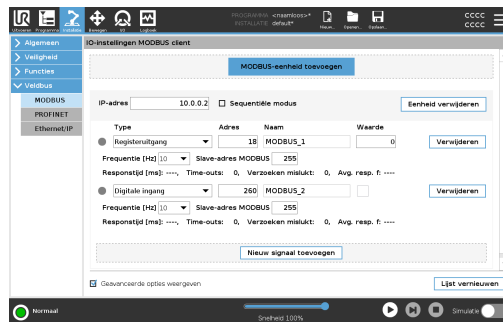 UR
Uitvoeren Programma Installatie Bewegen I/O Logboek
PROGRAMMA <naamloos>*
INSTALLATIE default*
Nieuw... Openen... Opslaan...
CCCC
CCCC
Algemeen
Veiligheid
Functies
Veldbus
MODBUS
PROFINET
Ethernet/IP
IO-instellingen MODBUS client
MODBUS-eenheid toevoegen
IP-adres 10.0.0.2 Sequentiële modus Eenheid verwijderen
Type Adres Naam Waarde
Registeruitgang 18 MODBUS_1 0 Verwijderen
Frequentie [Hz] 10 Slave-adres MODBUS 255
Responstijd [ms]: ----, Time-outs: 0, Verzoeken mislukt: 0, Avg. resp. f: ----
Digitale ingang 260 MODBUS_2 Verwijderen
Frequentie [Hz] 10 Slave-adres MODBUS 255
Responstijd [ms]: ----, Time-outs: 0, Verzoeken mislukt: 0, Avg. resp. f: ----
Nieuw signaal toevoegen
Geavanceerde opties weergeven Lijst vernieuwen
Normaal
Snelheid 100%
Simulatie